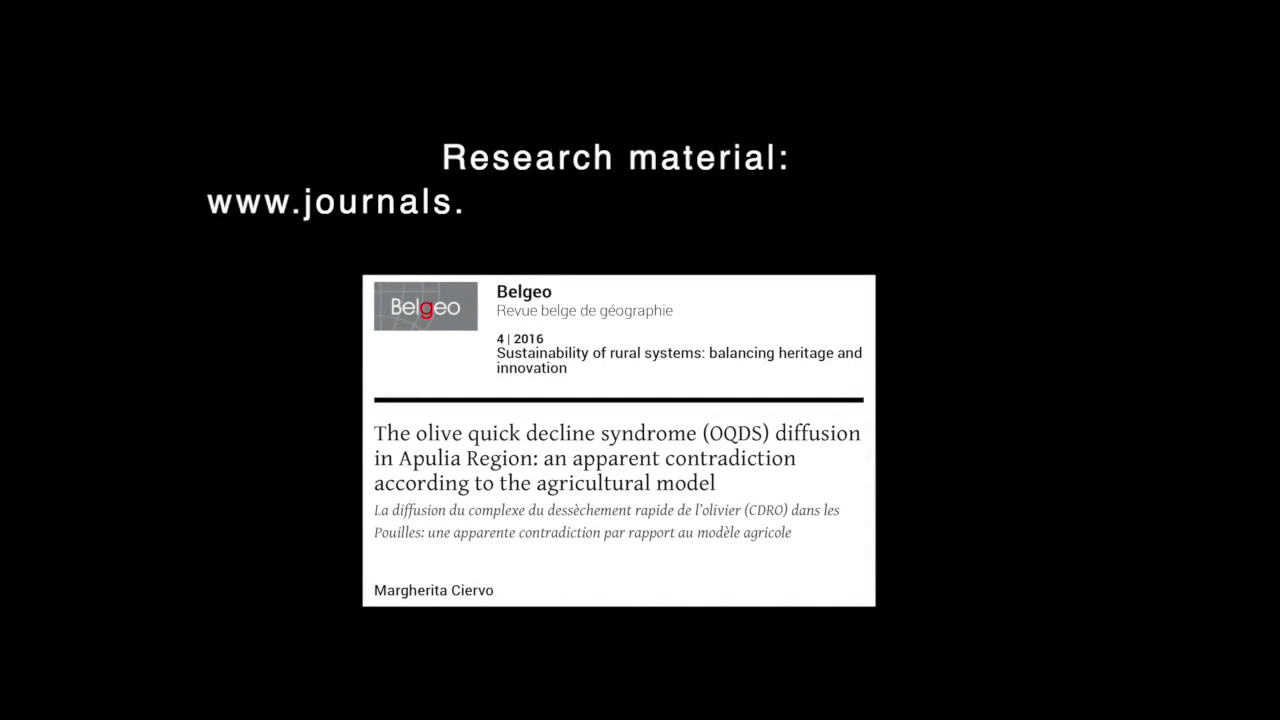 Research material:
www.journals.
Belgeo
Belgeo
Revue belge de géographie
4 | 2016
Sustainability of rural systems: balancing heritage and
innovation
The olive quick decline syndrome (OQDS) diffusion
in Apulia Region: an apparent contradiction
according to the agricultural model
La diffusion du complexe du dessèchement rapide de l'olivier (CDRO) dans les
Pouilles: une apparente contradiction par rapport au modèle agricole
Margherita Ciervo